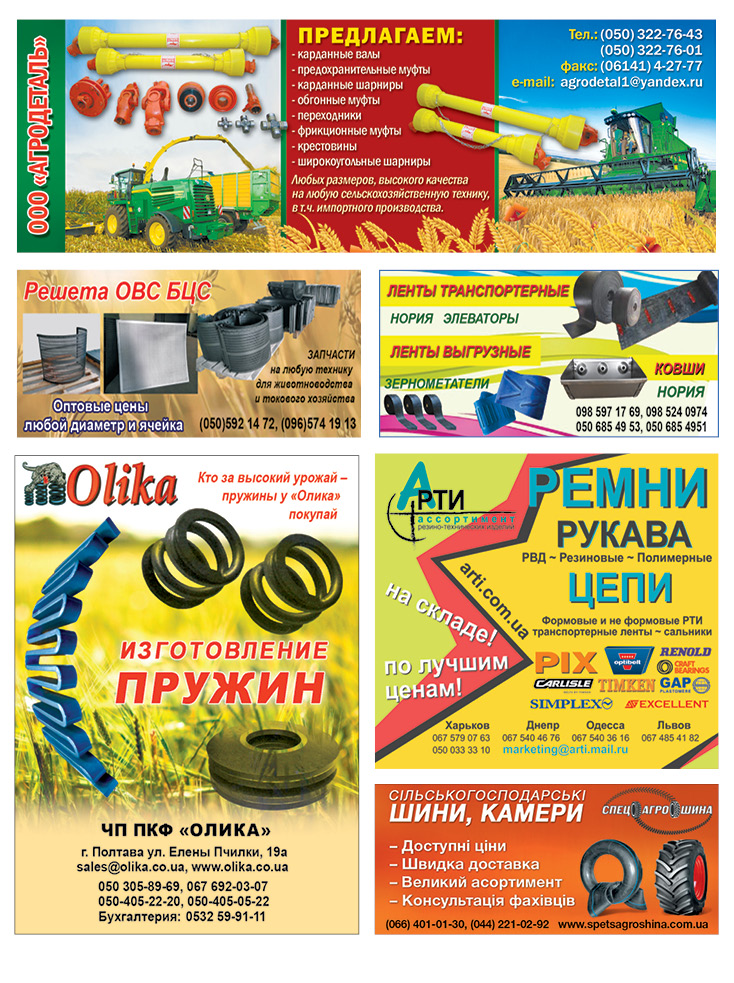 ООО «АГРОДЕТАЛЬ»
ПРЕДЛАГАЕМ:
- карданные валы
- предохранительные муфты
- карданные шарниры
- обгонные муфты
- переходники
- фрикционные муфты
- крестовины
- широкоугольные шарниры
Любых размеров, высокого качества
на любую сельскохозяйственную технику,
в т.ч. импортного производства.
Тел.: (050) 322-76-43
(050) 322-76-01
факс: (06141) 4-27-77
e-mail: agrodetal1@yandex.ru
Решета ОВС БЦС
ЗАПЧАСТИ
на любую технику
для животноводства
и токового хозяйства
Оптовые цены
любой диаметр и ячейка
(050)592 14 72, (096)574 19 13
ЛЕНТЫ ТРАНСПОРТЕРНЫЕ
НОРИЯ ЭЛЕВАТОРЫ
ЛЕНТЫ ВЫГРУЗНЫЕ
ЗЕРНОМЕТАТЕЛИ
КОВШИ
НОРИЯ
098 597 17 69, 098 524 0974
050 685 49 53, 050 685 4951
Olika
Кто за высокий урожай –
пружины у «Олика»
покупай
ИЗГОТОВЛЕНИЕ
ПРУЖИН
ЧП ПКФ «ОЛИКА»
г. Полтава ул. Елены Пчилки, 19а
sales@olika.co.ua, www.olika.co.ua
050 305-89-69, 067 692-03-07
050-405-22-20, 050-405-05-22
Бухгалтерия: 0532 59-91-11
АРТИ
ассортимент
резино-технических изделий
РЕМНИ
РУКАВА
РВД ~ Резиновые ~ Полимерные
ЦЕПИ
arti.com.ua
Формовые и не формовые РТИ
транспортерные ленты ~ сальники
на складе!
по лучшим
ценам!
PIX
optibelt
RENOLD
CRAFT
BEARINGS
CARLISLE
TIMKEN
GAP
PLASTOMERE
SIMPLEX
EXCELLENT
Харьков Днепр Одесса Львов
067 579 07 63 067 540 46 76 067 540 36 16 067 485 41 82
050 033 33 10 marketing@arti.mail.ru
СІЛЬСЬКОГОСПОДАРСЬКІ
ШИНИ, КАМЕРИ
СПЕЦ АГРО ШИНА
– Доступні ціни
– Швидка доставка
– Великий асортимент
– Консультація фахівців
(066) 401-01-30, (044) 221-02-92 www.spetsagroshina.com.ua